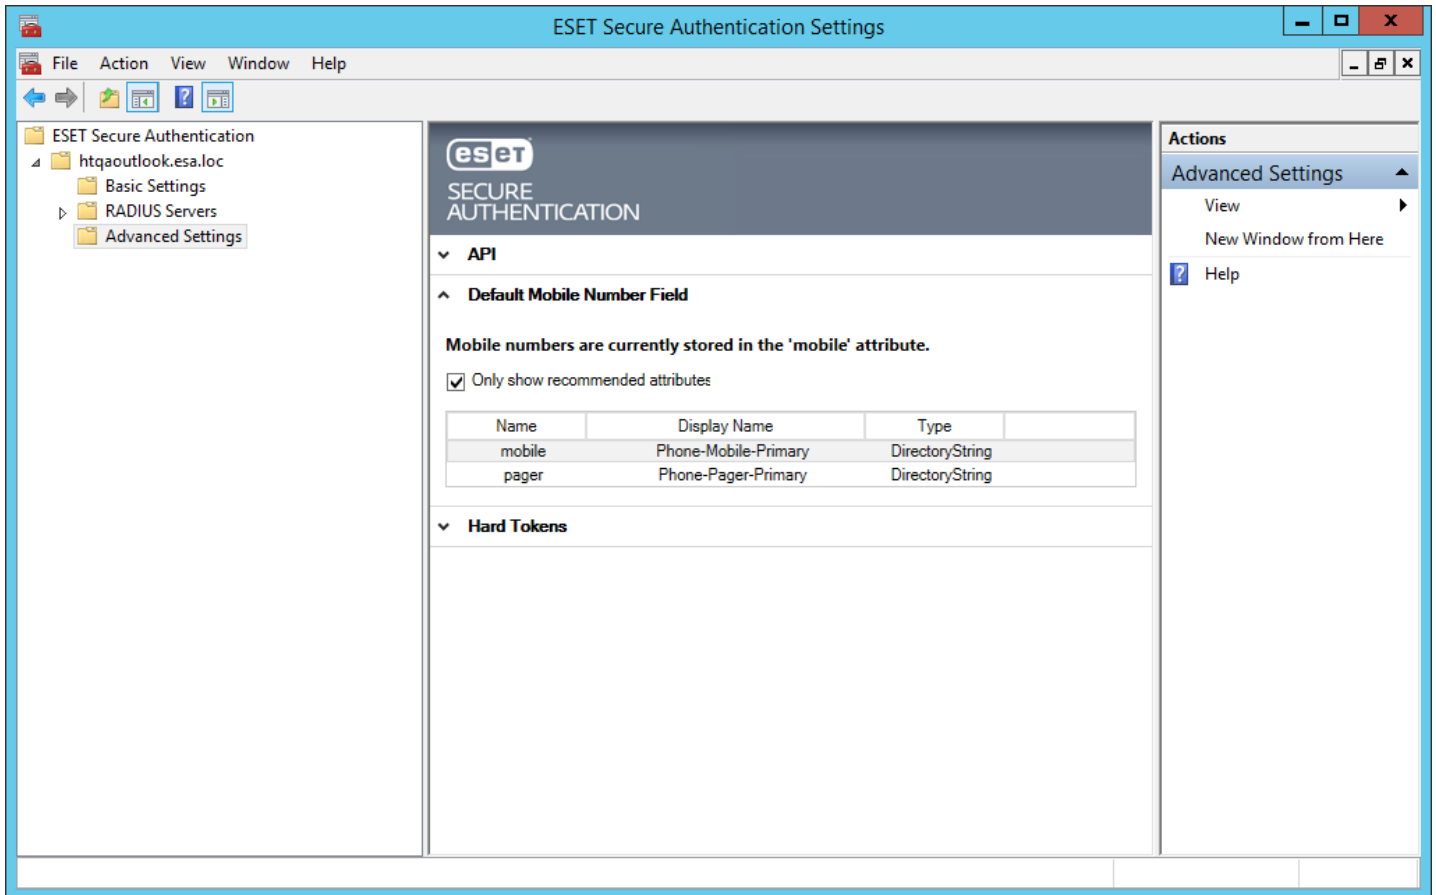 ESET Secure Authentication Settings
File Action View Window Help
ESET Secure Authentication
htqaoutlook.esa.loc
Basic Settings
RADIUS Servers
Advanced Settings
eset
SECURE
AUTHENTICATION
API
Default Mobile Number Field
Mobile numbers are currently stored in the 'mobile' attribute.
Only show recommended attributes
Name Display Name Type
mobile Phone-Mobile-Primary DirectoryString
pager Phone-Pager-Primary DirectoryString
Hard Tokens
Actions
Advanced Settings
View
New Window from Here
Help